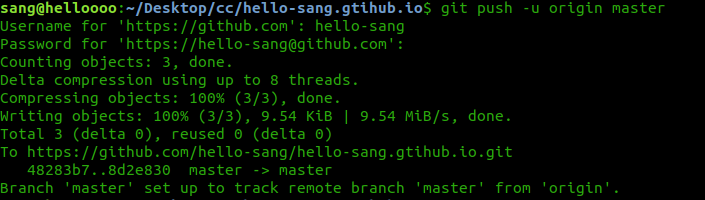 sang@helloooo:~/Desktop/cc/hello-sang.gtihub.io$ git push -u origin master
Username for 'https://github.com': hello-sang
Password for 'https://hello-sang@github.com':
Counting objects: 3, done.
Delta compression using up to 8 threads.
Compressing objects: 100% (3/3), done.
Writing objects: 100% (3/3), 9.54 KiB | 9.54 MiB/s, done.
Total 3 (delta 0), reused 0 (delta 0)
To https://github.com/hello-sang/hello-sang.gtihub.io.git
   48283b7..8d2e830  master -> master
Branch 'master' set up to track remote branch 'master' from 'origin'.